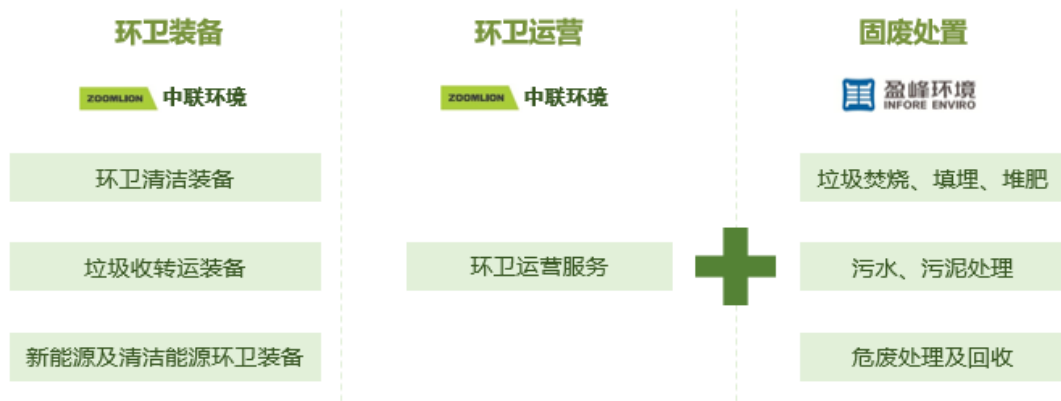 环卫装备
环卫运营
固废处置
ZOOMLION 中联环境
ZOOMLION 中联环境
盈峰环境
INFORE ENVIRO
环卫清洁装备
垃圾焚烧、填埋、堆肥
垃圾收转运装备
环卫运营服务
污水、污泥处理
新能源及清洁能源环卫装备
危废处理及回收